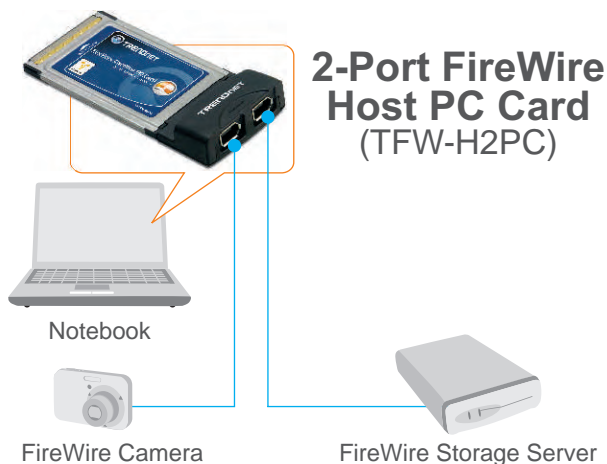 TRENDNET
TRENDNET
2-Port FireWire
Host PC Card
(TFW-H2PC)
Notebook
FireWire Camera
FireWire Storage Server